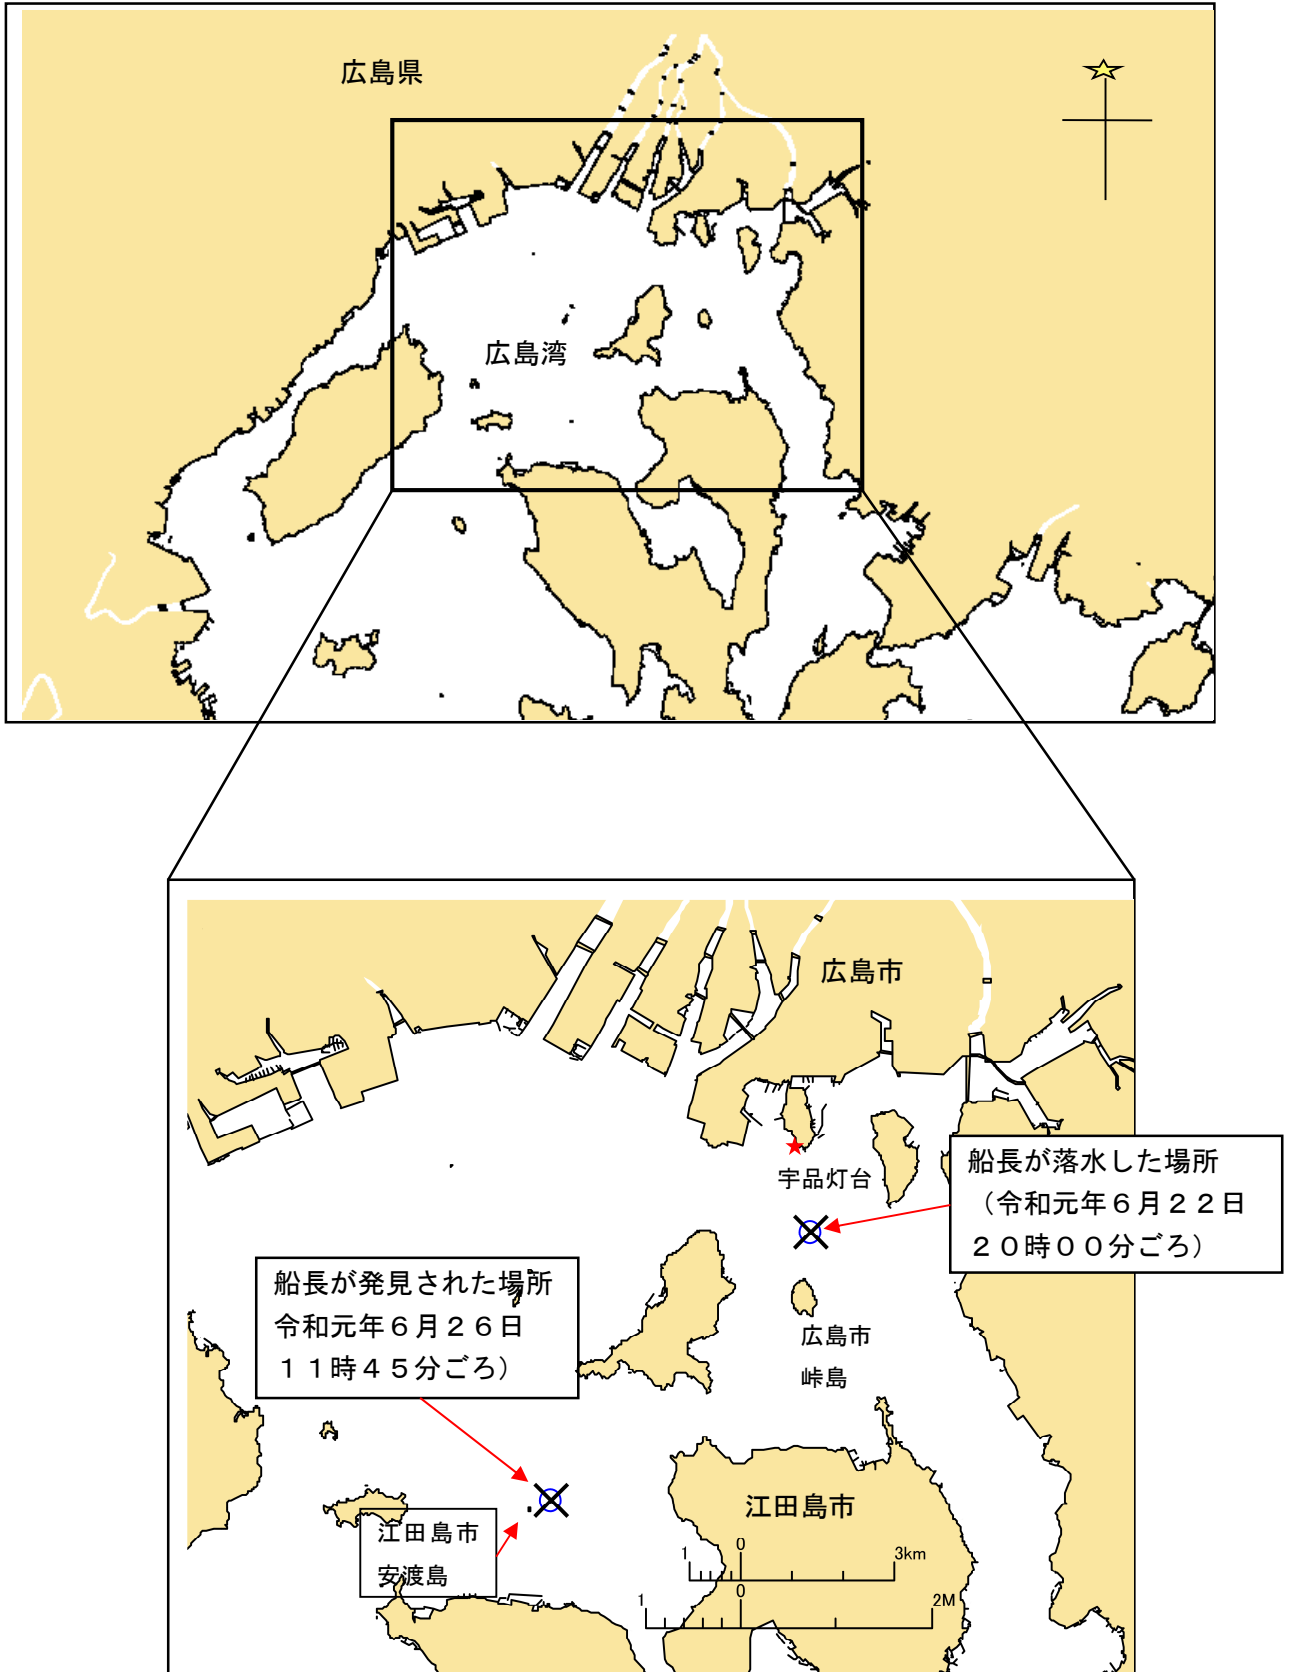 広島県
広島湾
広島市
宇品灯台
船長が落水した場所
（令和元年６月２２日
２０時００分ごろ）
船長が発見された場所
令和元年６月２６日
１１時４５分ごろ）
広島市
峠島
江田島市
江田島市
安渡島
1 0 3km
1 0 2M